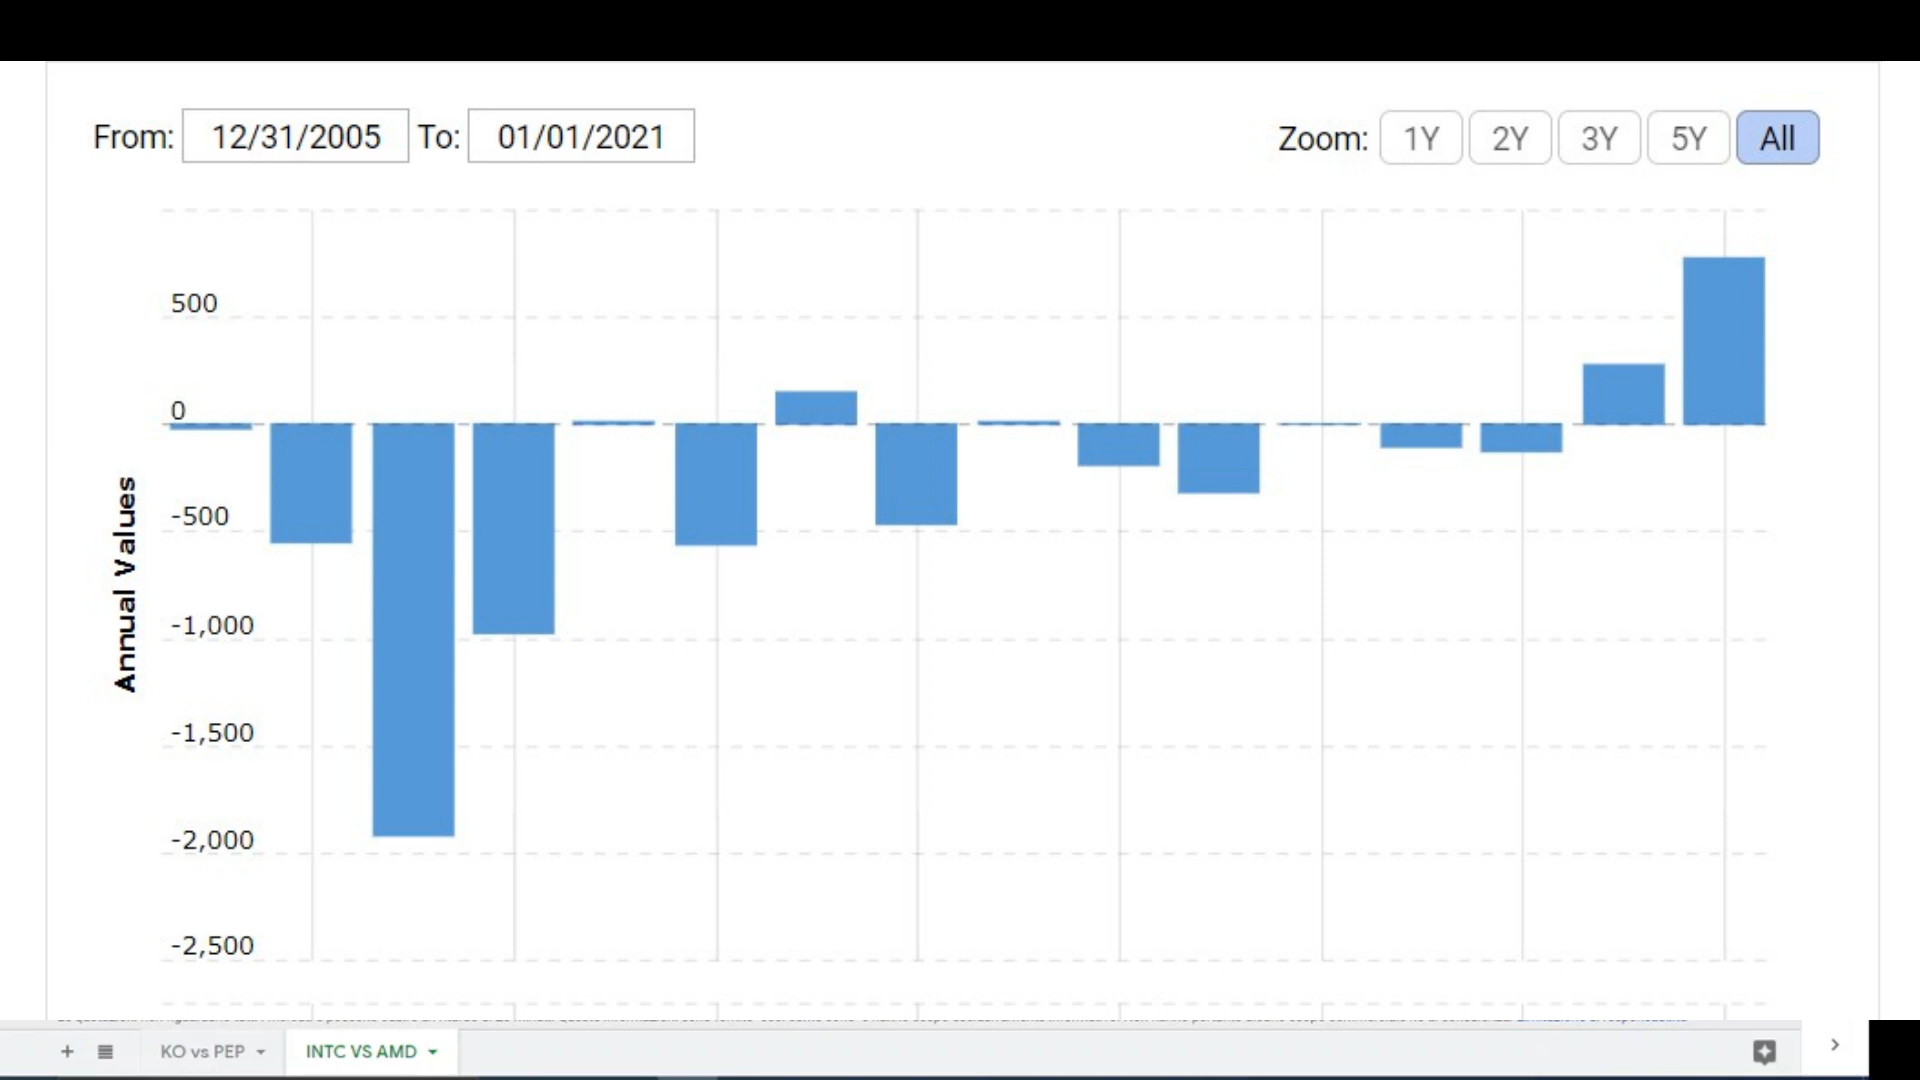 From: 12/31/2005 To: 01/01/2021 Zoom: 1Y 2Y 3Y 5Y All
500
0
-500
-1,000
-1,500
-2,000
-2,500
Annual Values
KO vs PEP INTC VS AMD